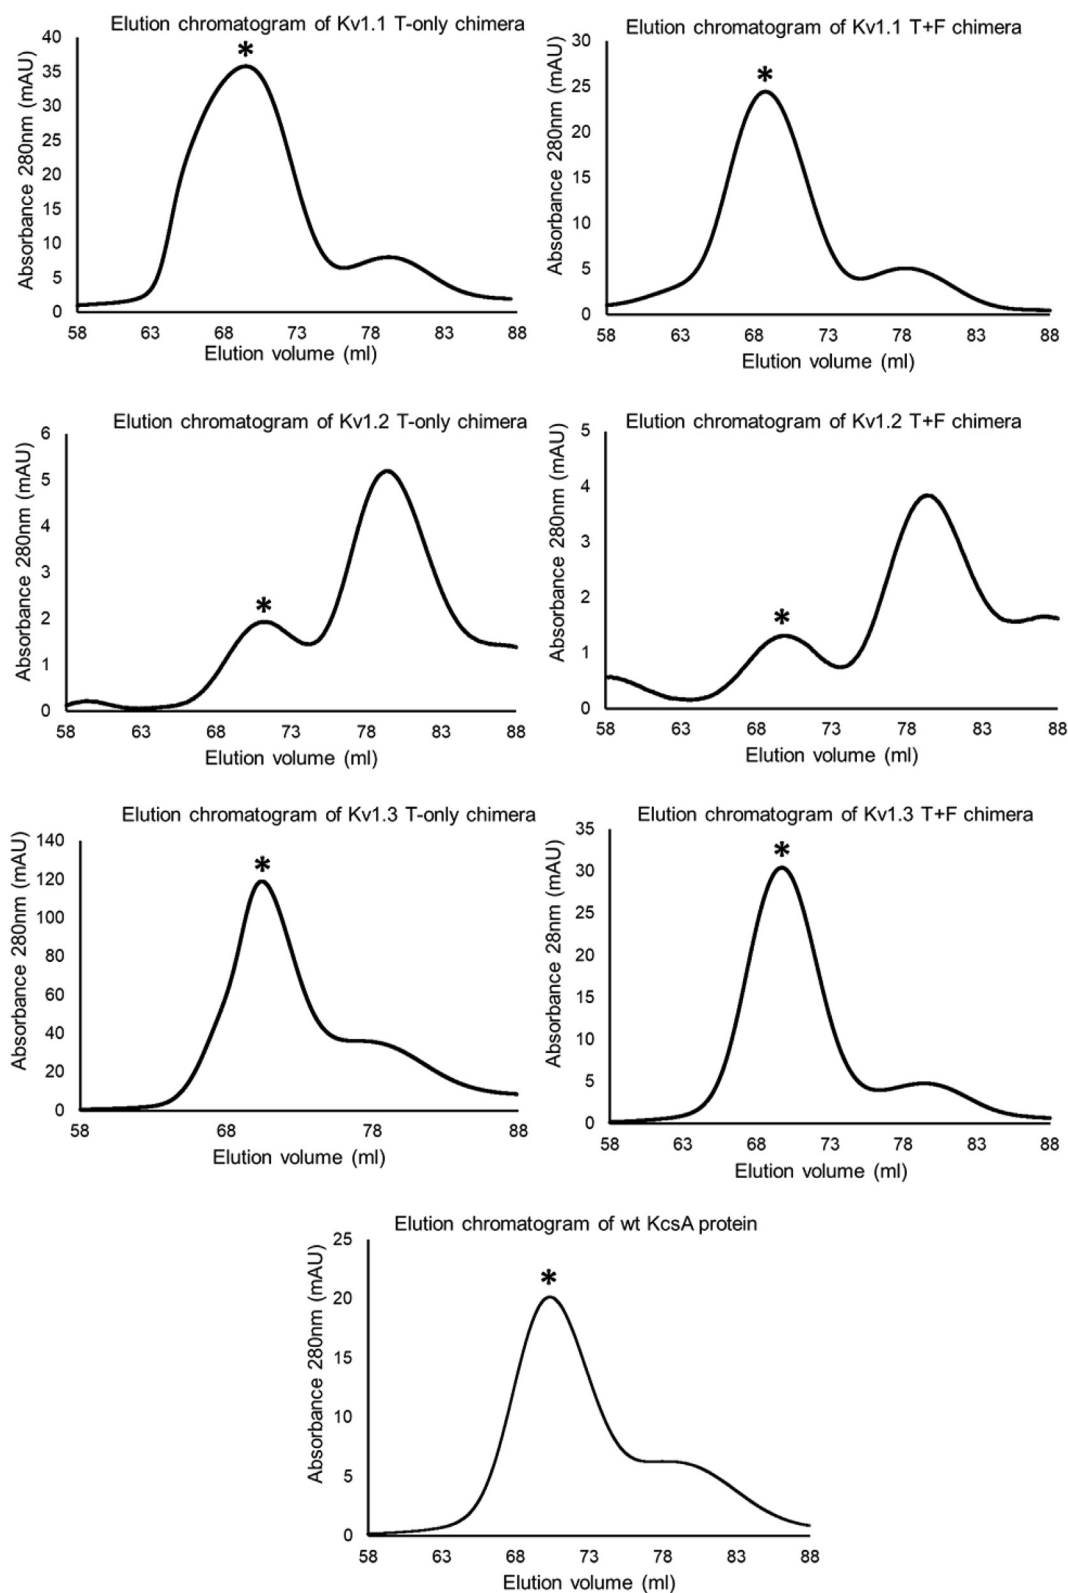 Elution chromatogram of Kv1.1 T-only chimera
Absorbance 280nm (mAU)
40
35
30
25
20
15
10
5
0
*
58 63 68 73 78 83 88
Elution volume (ml)
Elution chromatogram of Kv1.1 T+F chimera
Absorbance 280nm (mAU)
30
25
20
15
10
5
0
*
58 63 68 73 78 83 88
Elution volume (ml)
Elution chromatogram of Kv1.2 T-only chimera
Absorbance 280nm (mAU)
6
5
4
3
2
1
0
*
58 63 68 73 78 83 88
Elution volume (ml)
Elution chromatogram of Kv1.2 T+F chimera
Absorbance 280nm (mAU)
5
4
3
2
1
0
*
58 63 68 73 78 83 88
Elution volume (ml)
Elution chromatogram of Kv1.3 T-only chimera
Absorbance 280nm (mAU)
140
120
100
80
60
40
20
0
*
58 68 78 88
Elution volume (ml)
Elution chromatogram of Kv1.3 T+F chimera
Absorbance 28nm (mAU)
35
30
25
20
15
10
5
0
*
58 63 68 73 78 83 88
Elution volume (ml)
Elution chromatogram of wt KcsA protein
Absorbance 280nm (mAU)
25
20
15
10
5
0
*
58 63 68 73 78 83 88
Elution volume (ml)